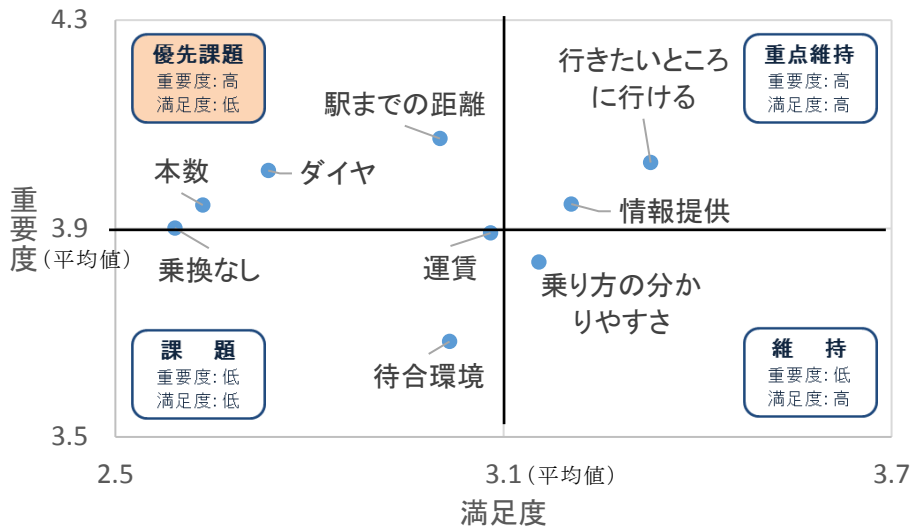 4.3
優先課題
重要度：高
満足度：低
重点維持
重要度：高
満足度：高
行きたいところ
に行ける
駅までの距離
本数
ダイヤ
情報提供
重要度
3.9
(平均値)
乗換なし
運賃
乗り方の分か
りやすさ
待合環境
課　題
重要度：低
満足度：低
維　持
重要度：低
満足度：高
3.5
2.5
3.1(平均値)
3.7
満足度